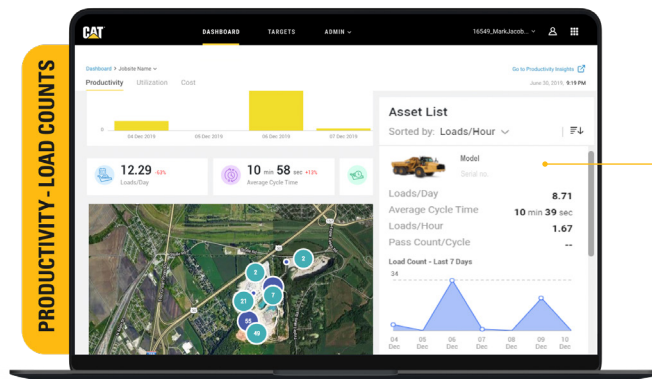 PRODUCTIVITY - LOAD COUNTS
CAT
DASHBOARD TARGETS ADMIN
16549_MarkJacob...
Dashboard > Jobsite Name
Go to Productivity Insights
Productivity Utilization Cost
June 30, 2019, 9:19 PM
0
04 Dec 2019 05 Dec 2019 06 Dec 2019 07 Dec 2019
12.29 -63%
Loads/Day
10 min 58 sec +13%
Average Cycle Time
2
2
7
21
55
49
Asset List
Sorted by: Loads/Hour
Model
Serial no.
Loads/Day 8.71
Average Cycle Time 10 min 39 sec
Loads/Hour 1.67
Pass Count/Cycle --
Load Count - Last 7 Days
34
04 05 06 07 08 09 10
Dec Dec Dec Dec Dec Dec Dec